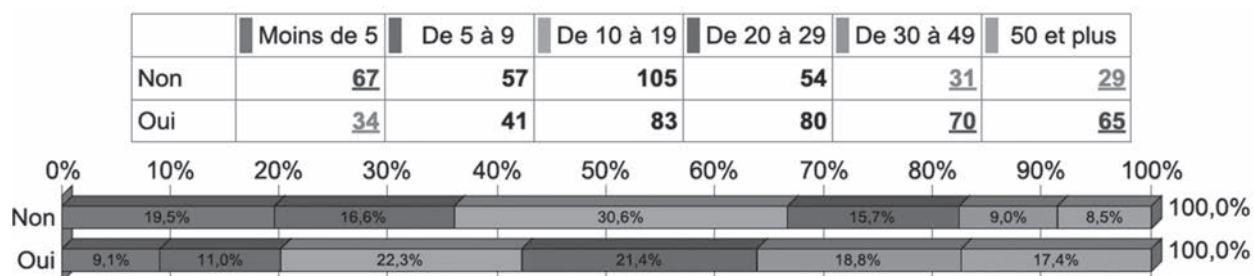 Moins de 5 De 5 à 9 De 10 à 19 De 20 à 29 De 30 à 49 50 et plus
Non 67 57 105 54 31 29
Oui 34 41 83 80 70 65
0% 10% 20% 30% 40% 50% 60% 70% 80% 90% 100%
Non 19,5% 16,6% 30,6% 15,7% 9,0% 8,5% 100,0%
Oui 9,1% 11,0% 22,3% 21,4% 18,8% 17,4% 100,0%